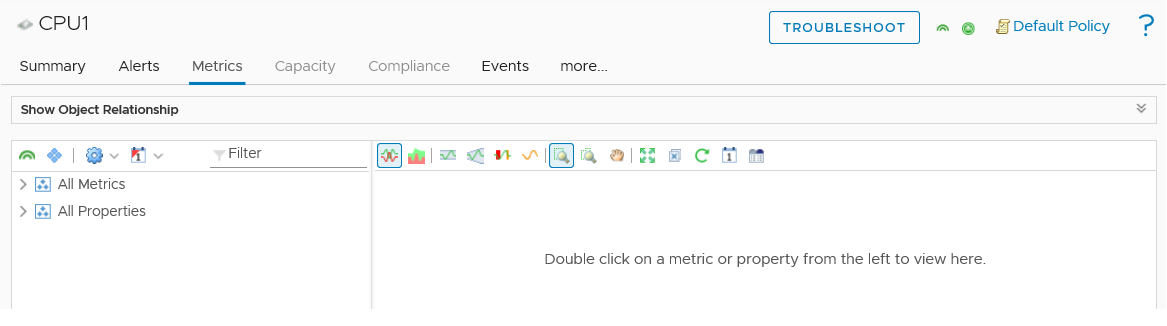 CPU1
TROUBLESHOOT
Default Policy
?
Summary Alerts Metrics Capacity Compliance Events more...
Show Object Relationship
Filter
All Metrics
All Properties
Double click on a metric or property from the left to view here.